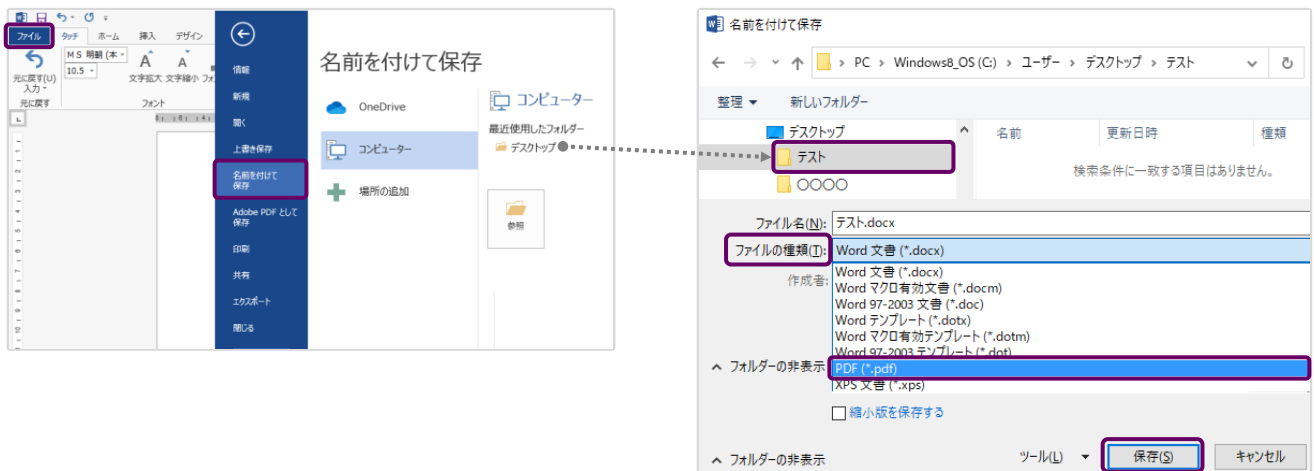 ファイル タッチ ホーム 挿入 デザイン
MS 明朝 (本
10.5
A A
元に戻す(U) 文字拡大 文字縮小
入力
元に戻す フォント
情報
新規
開く
上書き保存
名前を付けて
保存
Adobe PDF として
保存
印刷
共有
エクスポート
閉じる
名前を付けて保存
OneDrive
コンピューター
場所の追加
コンピューター
最近使用したフォルダー
デスクトップ
参照
名前を付けて保存
PC › Windows8_OS (C:) › ユーザー › デスクトップ › テスト
整理 新しいフォルダー
デスクトップ
テスト
〇〇〇〇
名前 更新日時 種類
検索条件に一致する項目はありません。
ファイル名(N): テスト.docx
ファイルの種類(T): Word 文書 (*.docx)
作成者:
Word 文書 (*.docx)
Word マクロ有効文書 (*.docm)
Word 97-2003 文書 (*.doc)
Word テンプレート (*.dotx)
Word マクロ有効テンプレート (*.dotm)
Word 97-2003 テンプレート (*.dot)
フォルダーの非表示 PDF (*.pdf)
XPS 文書 (*.xps)
縮小版を保存する
フォルダーの非表示 ツール(L) 保存(S) キャンセル